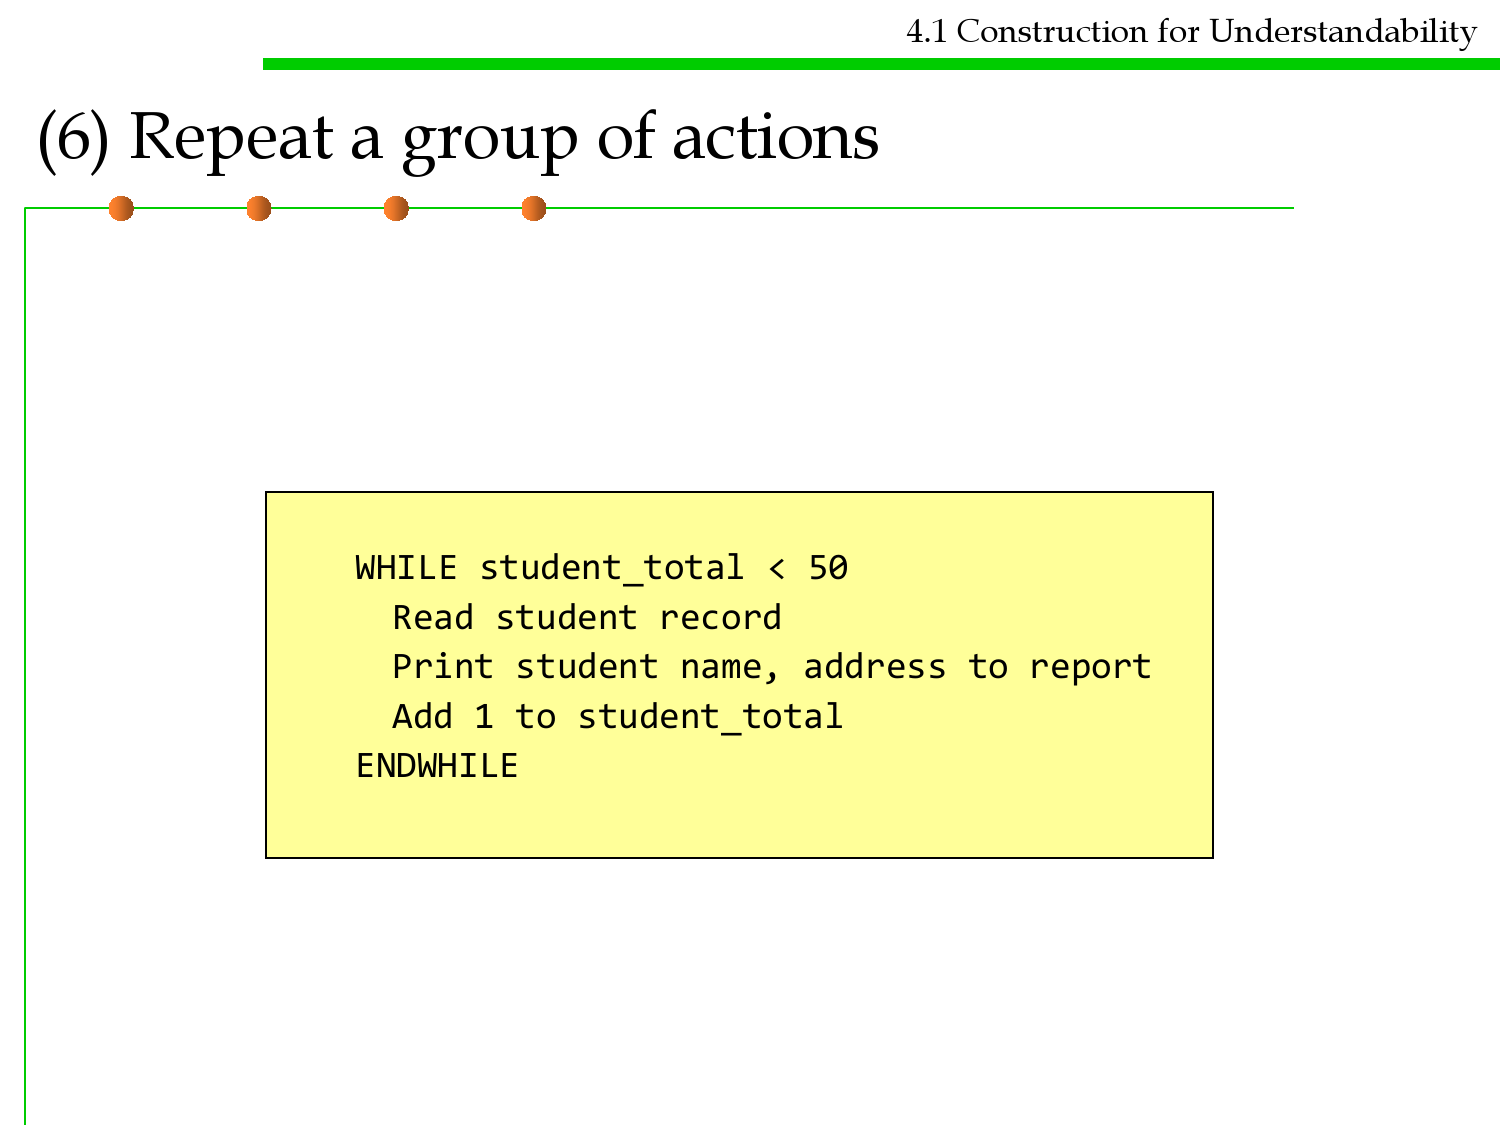 4.1 Construction for Understandability
(6) Repeat a group of actions
WHILE student_total < 50
Read student record
Print student name, address to report
Add 1 to student_total
ENDWHILE